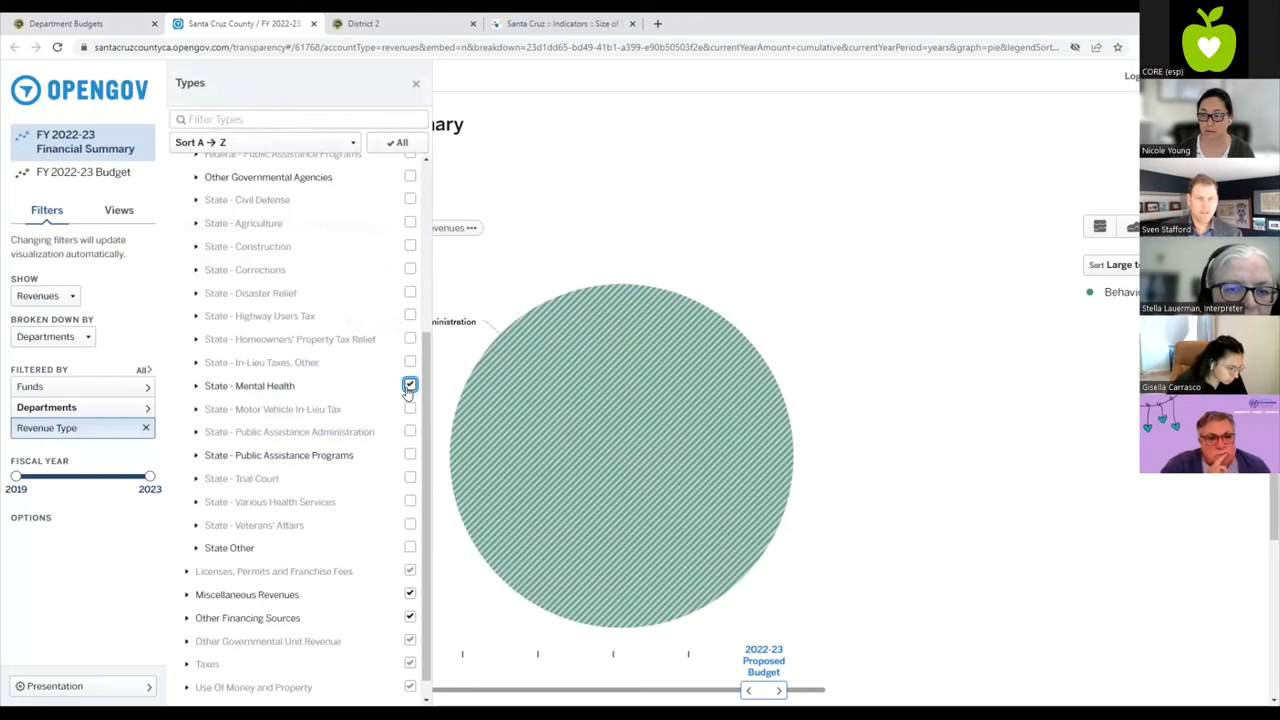 Department Budgets
Santa Cruz County / FY 2022-23
District 2
Santa Cruz :: Indicators :: Size of
santacruzcountyca.opengov.com/transparency#/61768/accountType=revenues&embed=n&breakdown=23d1dd65-bd49-41b1-a399-e90b50503f2e&currentYearAmount=cumulative&currentYearPeriod=years&graph=pie&legendSort...
OPENGOV
FY 2022-23
Financial Summary
FY 2022-23 Budget
Filters
Views
Changing filters will update
visualization automatically.
SHOW
Revenues
BROKEN DOWN BY
Departments
FILTERED BY
All
Funds
Departments
Revenue Type
FISCAL YEAR
2019
2023
OPTIONS
Presentation
Types
Filter Types
Sort A → Z
All
Federal - Public Assistance Programs
Other Governmental Agencies
State - Civil Defense
State - Agriculture
State - Construction
State - Corrections
State - Disaster Relief
State - Highway Users Tax
State - Homeowners' Property Tax Relief
State - In-Lieu Taxes, Other
State - Mental Health
State - Motor Vehicle In-Lieu Tax
State - Public Assistance Administration
State - Public Assistance Programs
State - Trial Court
State - Various Health Services
State - Veterans' Affairs
State Other
Licenses, Permits and Franchise Fees
Miscellaneous Revenues
Other Financing Sources
Other Governmental Unit Revenue
Taxes
Use Of Money and Property
Log
mary
evenues •••
Sort Large to
Behavi
ministration
2022-23
Proposed
Budget
CORE (esp)
Nicole Young
Sven Stafford
Stella Lauerman, Interpreter
Gisella Carrasco